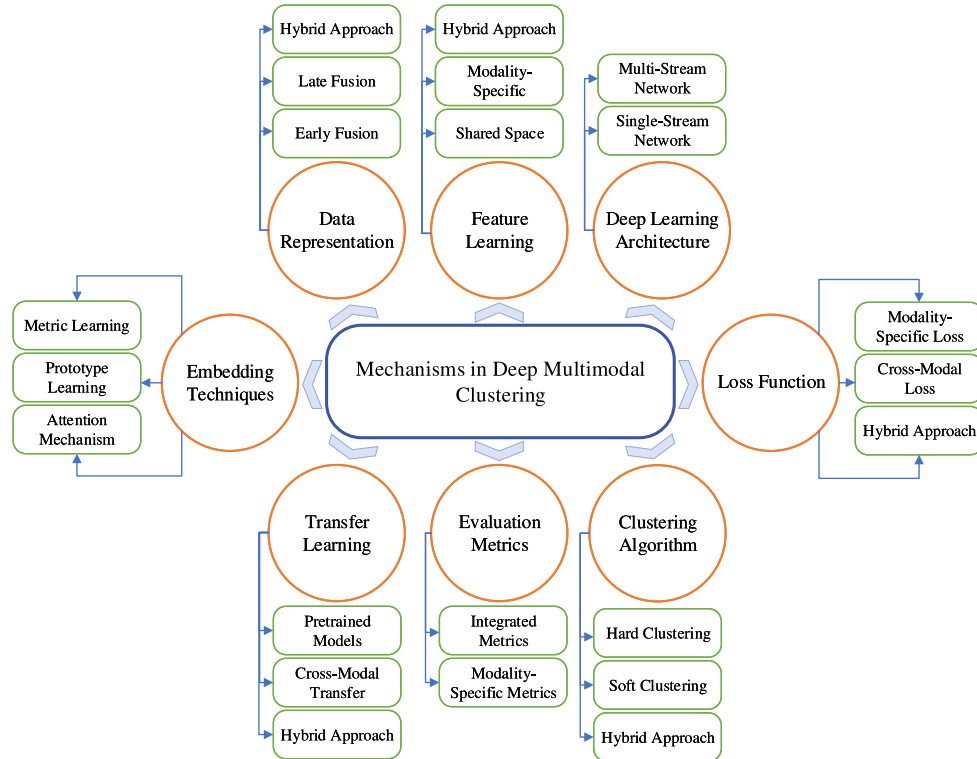 Hybrid Approach
Late Fusion
Early Fusion
Data
Representation
Hybrid Approach
Modality-
Specific
Shared Space
Feature
Learning
Multi-Stream
Network
Single-Stream
Network
Deep Learning
Architecture
Metric Learning
Prototype
Learning
Attention
Mechanism
Embedding
Techniques
Mechanisms in Deep Multimodal
Clustering
Loss Function
Modality-
Specific Loss
Cross-Modal
Loss
Hybrid Approach
Transfer
Learning
Pretrained
Models
Cross-Modal
Transfer
Hybrid Approach
Evaluation
Metrics
Integrated
Metrics
Modality-
Specific Metrics
Clustering
Algorithm
Hard Clustering
Soft Clustering
Hybrid Approach